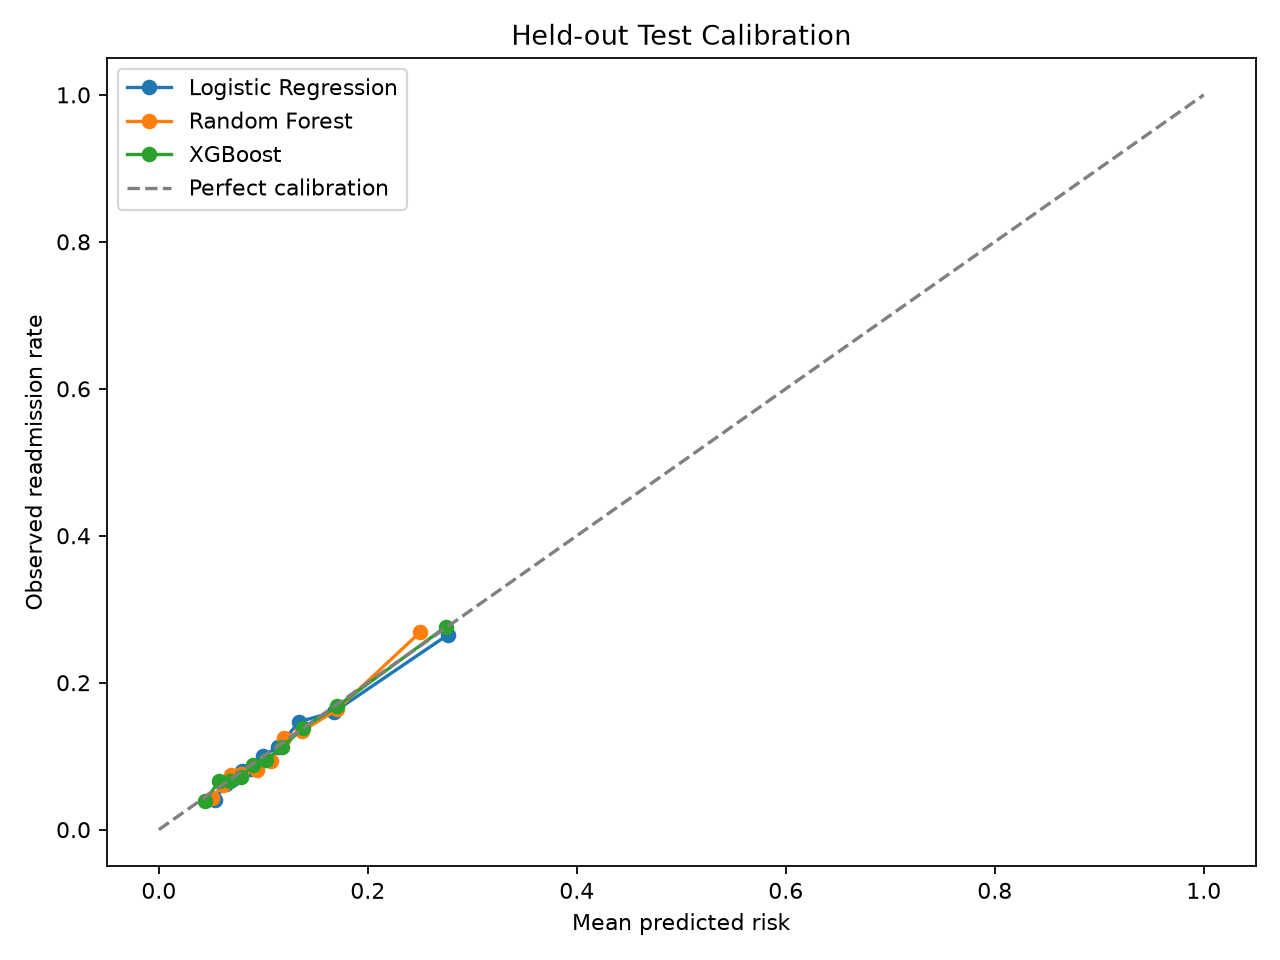 Held-out Test Calibration
Logistic Regression
Random Forest
XGBoost
Perfect calibration
1.0
0.8
0.6
0.4
0.2
0.0
Observed readmission rate
0.0 0.2 0.4 0.6 0.8 1.0
Mean predicted risk